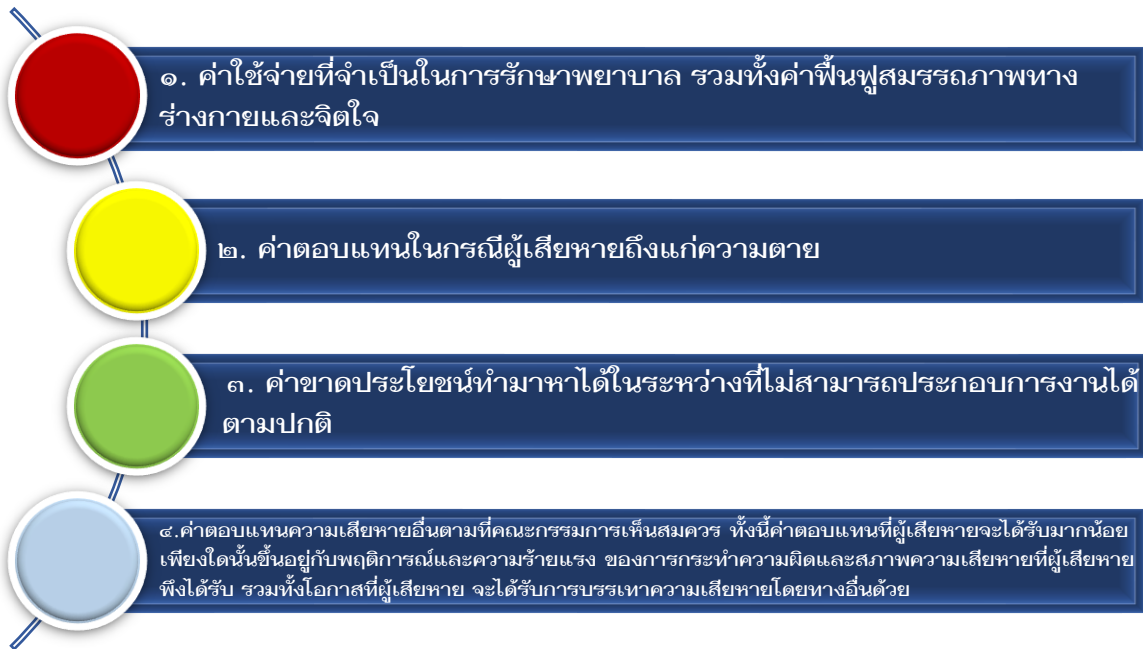 ๑. ค่าใช้จ่ายที่จำเป็นในการรักษาพยาบาล รวมทั้งค่าฟื้นฟูสมรรถภาพทาง
ร่างกายและจิตใจ
๒. ค่าตอบแทนในกรณีผู้เสียหายถึงแก่ความตาย
๓. ค่าขาดประโยชน์ทำมาหาได้ในระหว่างที่ไม่สามารถประกอบการงานได้
ตามปกติ
๔.ค่าตอบแทนความเสียหายอื่นตามที่คณะกรรมการเห็นสมควร ทั้งนี้ค่าตอบแทนที่ผู้เสียหายจะได้รับมากน้อย
เพียงใดนั้นขึ้นอยู่กับพฤติการณ์และความร้ายแรง ของการกระทำความผิดและสภาพความเสียหายที่ผู้เสียหาย
พึงได้รับ รวมทั้งโอกาสที่ผู้เสียหาย จะได้รับการบรรเทาความเสียหายโดยทางอื่นด้วย